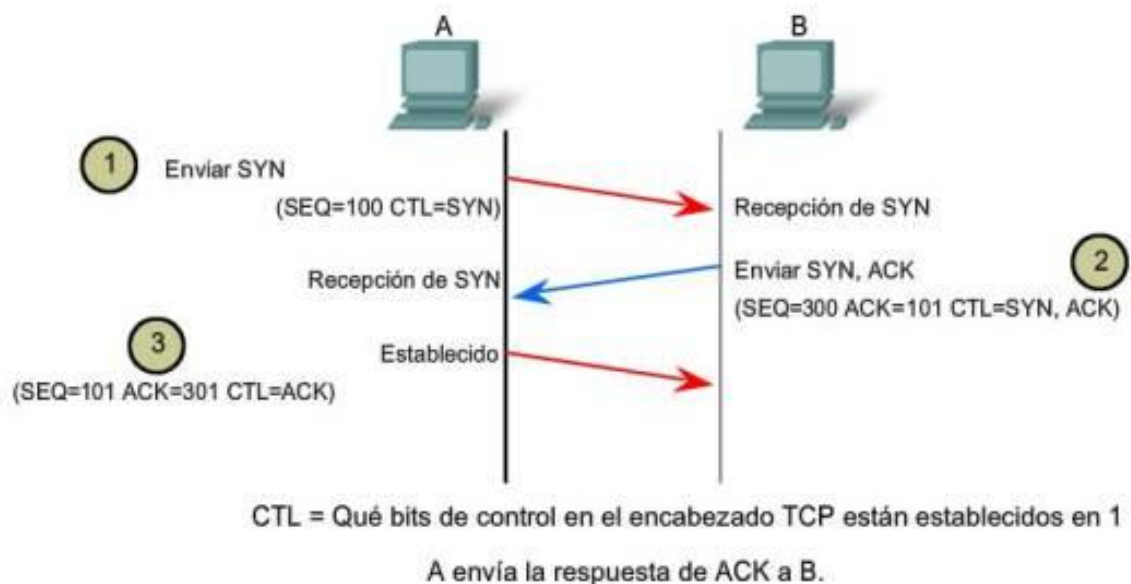 A
B
1
Enviar SYN
(SEQ=100 CTL=SYN)
Recepción de SYN
Recepción de SYN
Enviar SYN, ACK
2
(SEQ=300 ACK=101 CTL=SYN, ACK)
3
Establecido
(SEQ=101 ACK=301 CTL=ACK)
CTL = Qué bits de control en el encabezado TCP están establecidos en 1
A envía la respuesta de ACK a B.